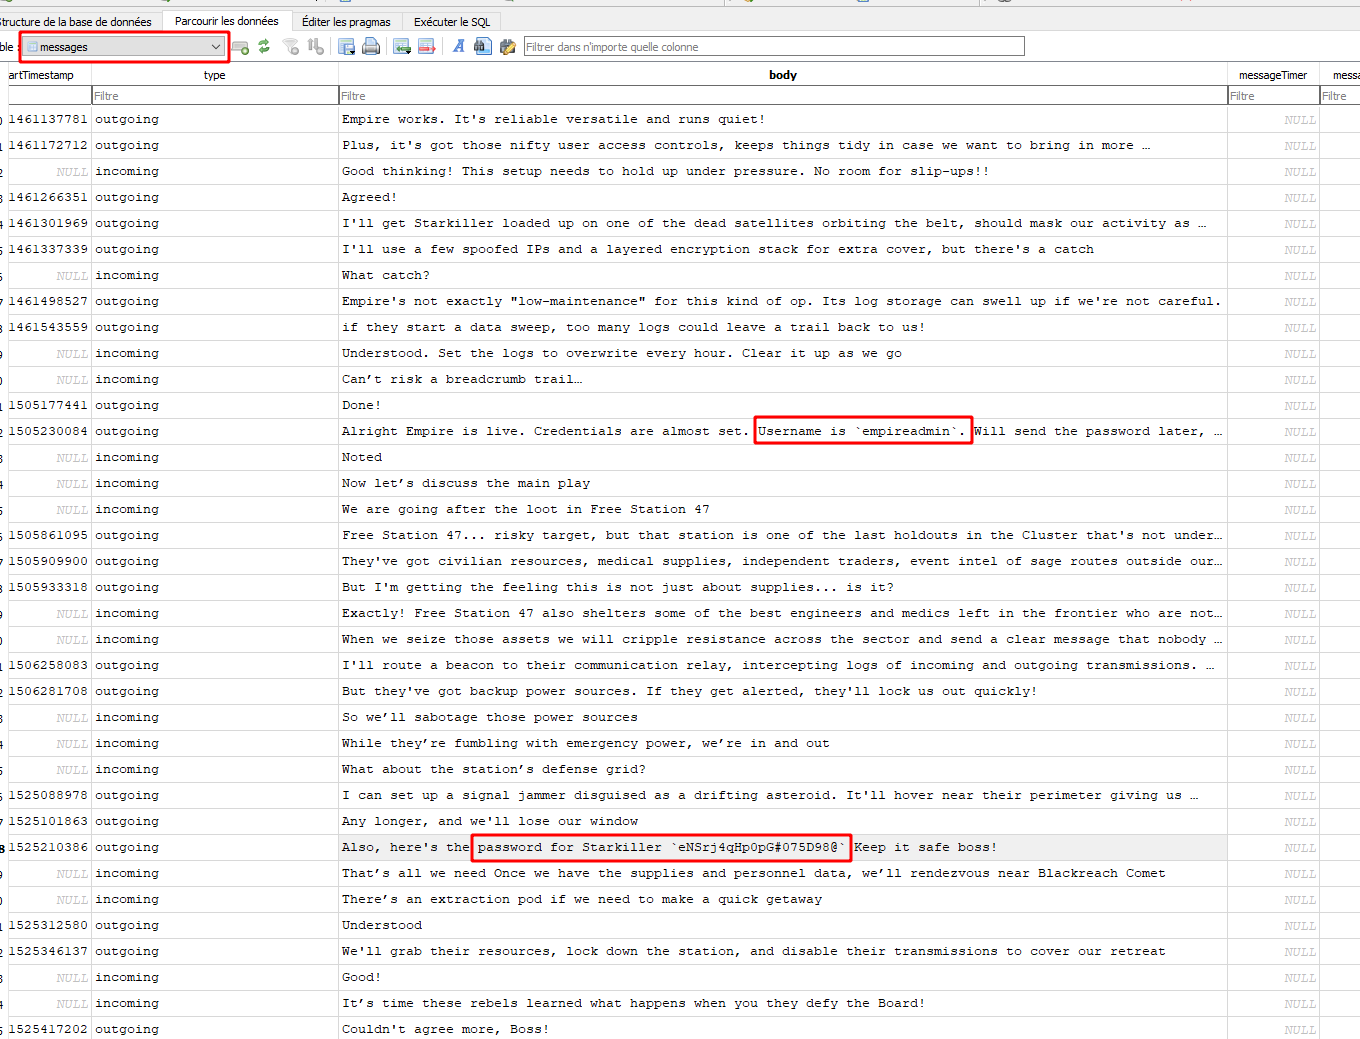 Structure de la base de données Parcourir les données Éditer les pragmas Exécuter le SQL
ble : messages Filtrer dans n'importe quelle colonne
artTimestamp type body messageTimer messa
Filtre Filtre Filtre Filtre
1461137781 outgoing Empire works. It's reliable versatile and runs quiet! NULL
1461172712 outgoing Plus, it's got those nifty user access controls, keeps things tidy in case we want to bring in more … NULL
NULL incoming Good thinking! This setup needs to hold up under pressure. No room for slip-ups!! NULL
1461266351 outgoing Agreed! NULL
1461301969 outgoing I'll get Starkiller loaded up on one of the dead satellites orbiting the belt, should mask our activity as … NULL
1461337339 outgoing I'll use a few spoofed IPs and a layered encryption stack for extra cover, but there's a catch NULL
NULL incoming What catch? NULL
1461498527 outgoing Empire's not exactly "low-maintenance" for this kind of op. Its log storage can swell up if we're not careful. NULL
1461543559 outgoing if they start a data sweep, too many logs could leave a trail back to us! NULL
NULL incoming Understood. Set the logs to overwrite every hour. Clear it up as we go NULL
NULL incoming Can’t risk a breadcrumb trail… NULL
1505177441 outgoing Done! NULL
1505230084 outgoing Alright Empire is live. Credentials are almost set. Username is `empireadmin`. Will send the password later, … NULL
NULL incoming Noted NULL
NULL incoming Now let’s discuss the main play NULL
NULL incoming We are going after the loot in Free Station 47 NULL
1505861095 outgoing Free Station 47... risky target, but that station is one of the last holdouts in the Cluster that's not under… NULL
1505909900 outgoing They've got civilian resources, medical supplies, independent traders, event intel of sage routes outside our… NULL
1505933318 outgoing But I'm getting the feeling this is not just about supplies... is it? NULL
NULL incoming Exactly! Free Station 47 also shelters some of the best engineers and medics left in the frontier who are not… NULL
NULL incoming When we seize those assets we will cripple resistance across the sector and send a clear message that nobody … NULL
1506258083 outgoing I'll route a beacon to their communication relay, intercepting logs of incoming and outgoing transmissions. … NULL
1506281708 outgoing But they've got backup power sources. If they get alerted, they'll lock us out quickly! NULL
NULL incoming So we’ll sabotage those power sources NULL
NULL incoming While they’re fumbling with emergency power, we’re in and out NULL
NULL incoming What about the station’s defense grid? NULL
1525088978 outgoing I can set up a signal jammer disguised as a drifting asteroid. It'll hover near their perimeter giving us … NULL
1525101863 outgoing Any longer, and we'll lose our window NULL
1525210386 outgoing Also, here's the password for Starkiller `eNSrj4qHp0pG#075D98@` Keep it safe boss! NULL
NULL incoming That’s all we need Once we have the supplies and personnel data, we’ll rendezvous near Blackreach Comet NULL
NULL incoming There’s an extraction pod if we need to make a quick getaway NULL
1525312580 outgoing Understood NULL
1525346137 outgoing We'll grab their resources, lock down the station, and disable their transmissions to cover our retreat NULL
NULL incoming Good! NULL
NULL incoming It’s time these rebels learned what happens when you they defy the Board! NULL
1525417202 outgoing Couldn't agree more, Boss! NULL